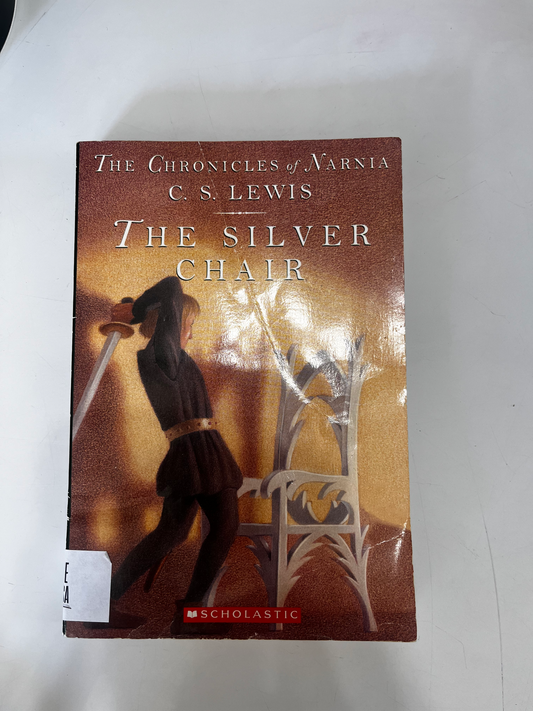 THE CHRONICLES of NARNIA
C. S. LEWIS
THE SILVER
CHAIR
E
SCHOLASTIC